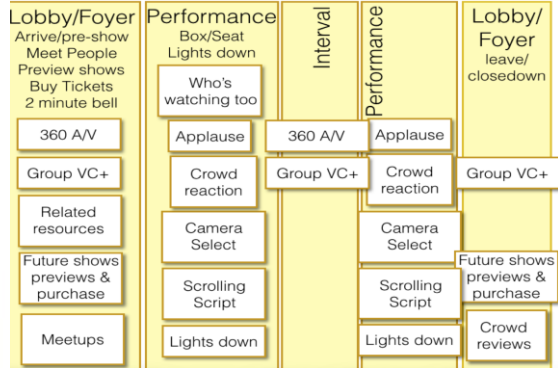 Lobby/Foyer
Arrive/pre-show
Meet People
Preview shows
Buy Tickets
2 minute bell
360 A/V
Group VC+
Related
resources
Future shows
previews &
purchase
Meetups
Performance
Box/Seat
Lights down
Who's
watching too
Applause
Crowd
reaction
Camera
Select
Scrolling
Script
Lights down
Interval
360 A/V
Group VC+
Performance
Applause
Crowd
reaction
Camera
Select
Scrolling
Script
Lights down
Lobby/
Foyer
leave/
closedown
Group VC+
Future shows
previews &
purchase
Crowd
reviews